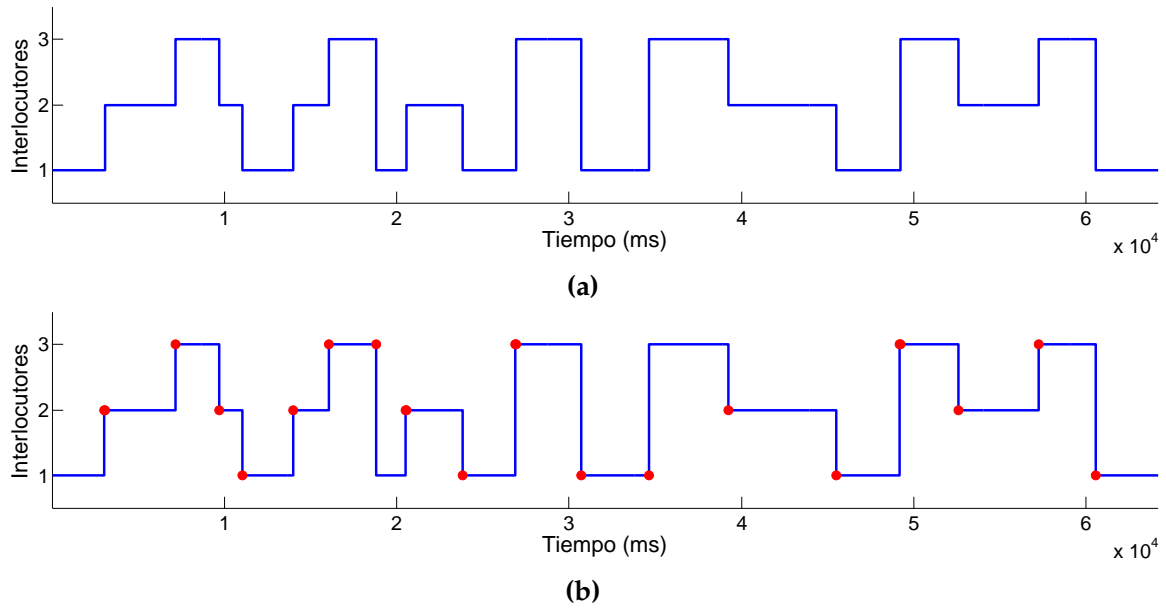 3
2
1
Interlocutores
1 2 3 4 5 6
Tiempo (ms)
x 10^4
(a)
3
2
1
Interlocutores
1 2 3 4 5 6
Tiempo (ms)
x 10^4
(b)